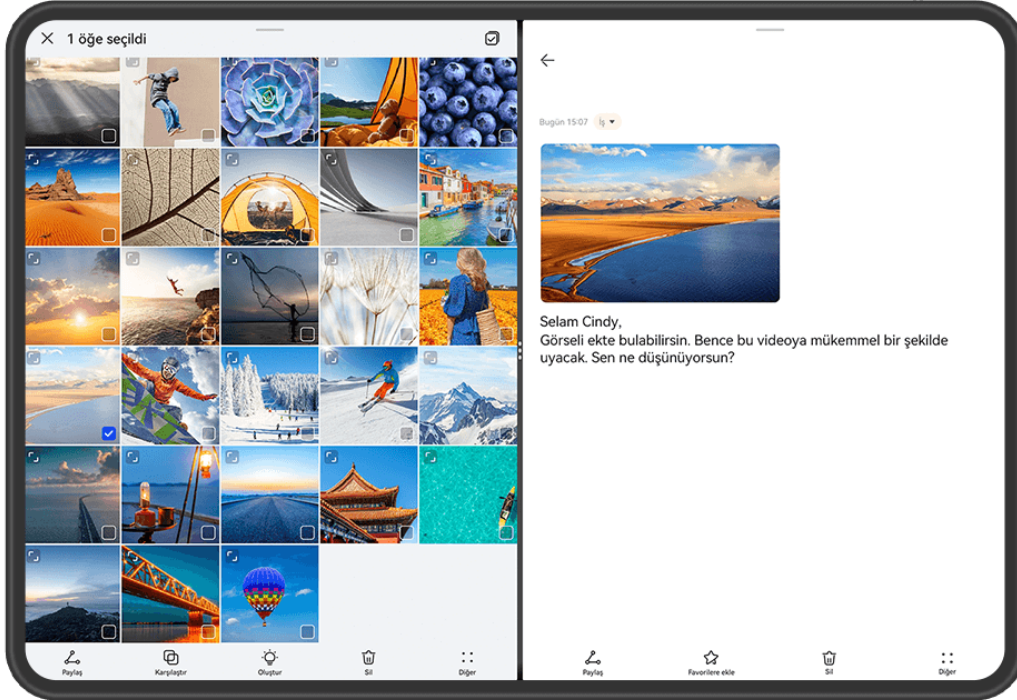 1 öğe seçildi
Paylaş
Karşılaştır
Oluştur
Sil
Diğer
Bugün 15:07
İş
Selam Cindy,
Görseli ekte bulabilirsin. Bence bu videoya mükemmel bir şekilde
uyacak. Sen ne düşünüyorsun?
Paylaş
Favorilere ekle
Sil
Diğer